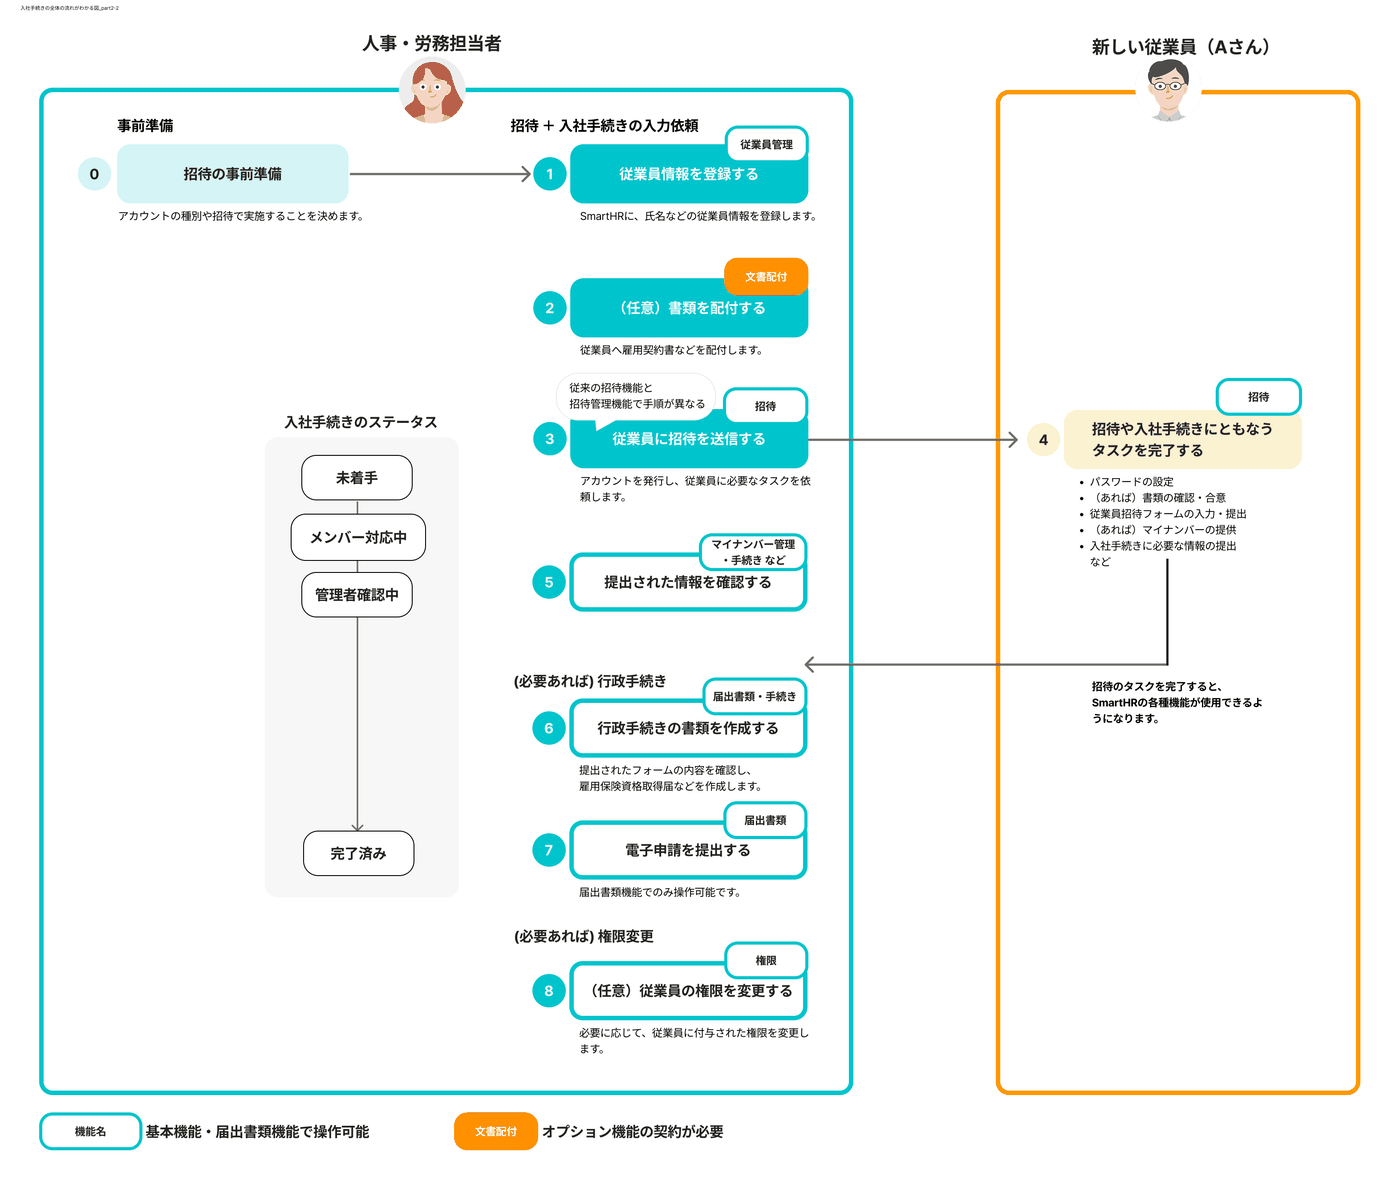 入社手続きの全体の流れがわかる図_part2-2
人事・労務担当者
新しい従業員（Aさん）
事前準備
0
招待の事前準備
アカウントの種別や招待で実施することを決めます。
招待 ＋ 入社手続きの入力依頼
従業員管理
1
従業員情報を登録する
SmartHRに、氏名などの従業員情報を登録します。
文書配付
2
（任意）書類を配付する
従業員へ雇用契約書などを配付します。
従来の招待機能と
招待管理機能で手順が異なる
招待
3
従業員に招待を送信する
アカウントを発行し、従業員に必要なタスクを依
頼します。
招待
4
招待や入社手続きにともなう
タスクを完了する
• パスワードの設定
• （あれば）書類の確認・合意
• 従業員招待フォームの入力・提出
• （あれば）マイナンバーの提供
• 入社手続きに必要な情報の提出
など
招待のタスクを完了すると、
SmartHRの各種機能が使用できるよ
うになります。
入社手続きのステータス
未着手
メンバー対応中
管理者確認中
完了済み
マイナンバー管理
・手続き など
5
提出された情報を確認する
(必要あれば) 行政手続き
届出書類・手続き
6
行政手続きの書類を作成する
提出されたフォームの内容を確認し、
雇用保険資格取得届などを作成します。
届出書類
7
電子申請を提出する
届出書類機能でのみ操作可能です。
(必要あれば) 権限変更
権限
8
（任意）従業員の権限を変更する
必要に応じて、従業員に付与された権限を変更し
ます。
機能名
基本機能・届出書類機能で操作可能
文書配付
オプション機能の契約が必要